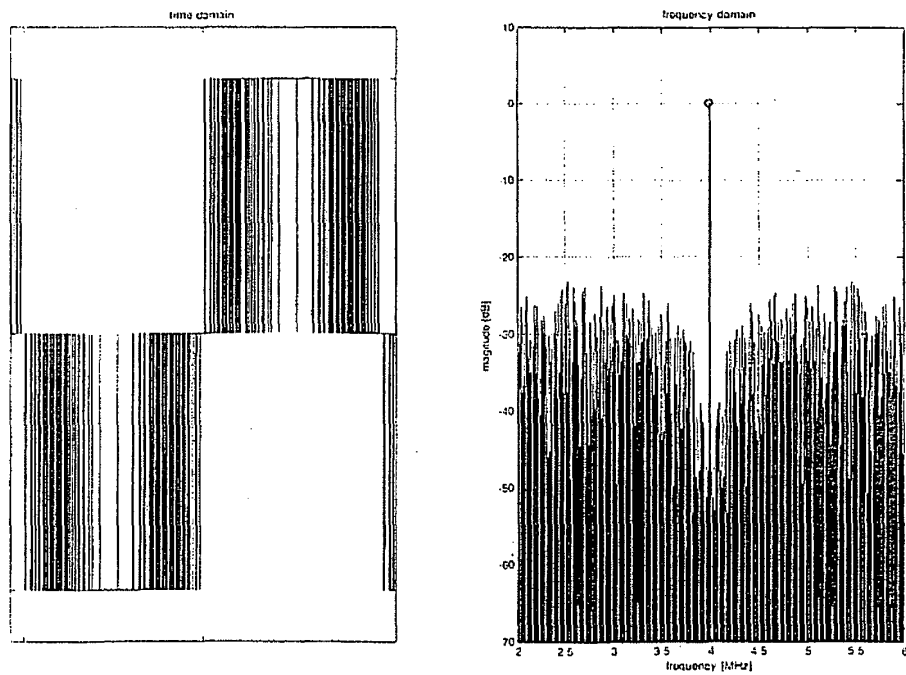 time domain
frequency domain
10
0
-10
-20
-30
-40
-50
-60
70
magnitude [dB]
2 2 5 3 3 5 4 4 5 5 5 5 6
frequency [MHz]